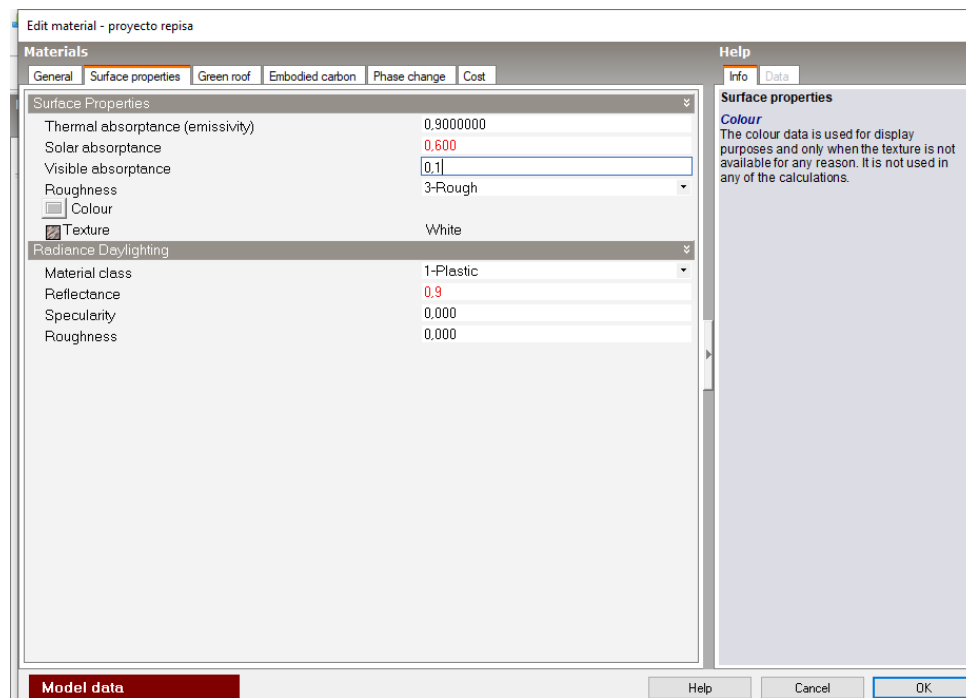 Edit material - proyecto repisa
Materials
General Surface properties Green roof Embodied carbon Phase change Cost
Surface Properties
Thermal absorptance (emissivity) 0,9000000
Solar absorptance 0,600
Visible absorptance 0,1
Roughness 3-Rough
Colour
Texture White
Radiance Daylighting
Material class 1-Plastic
Reflectance 0,9
Specularity 0,000
Roughness 0,000
Help
Info Data
Surface properties
Colour
The colour data is used for display
purposes and only when the texture is not
available for any reason. It is not used in
any of the calculations.
Model data
Help Cancel OK